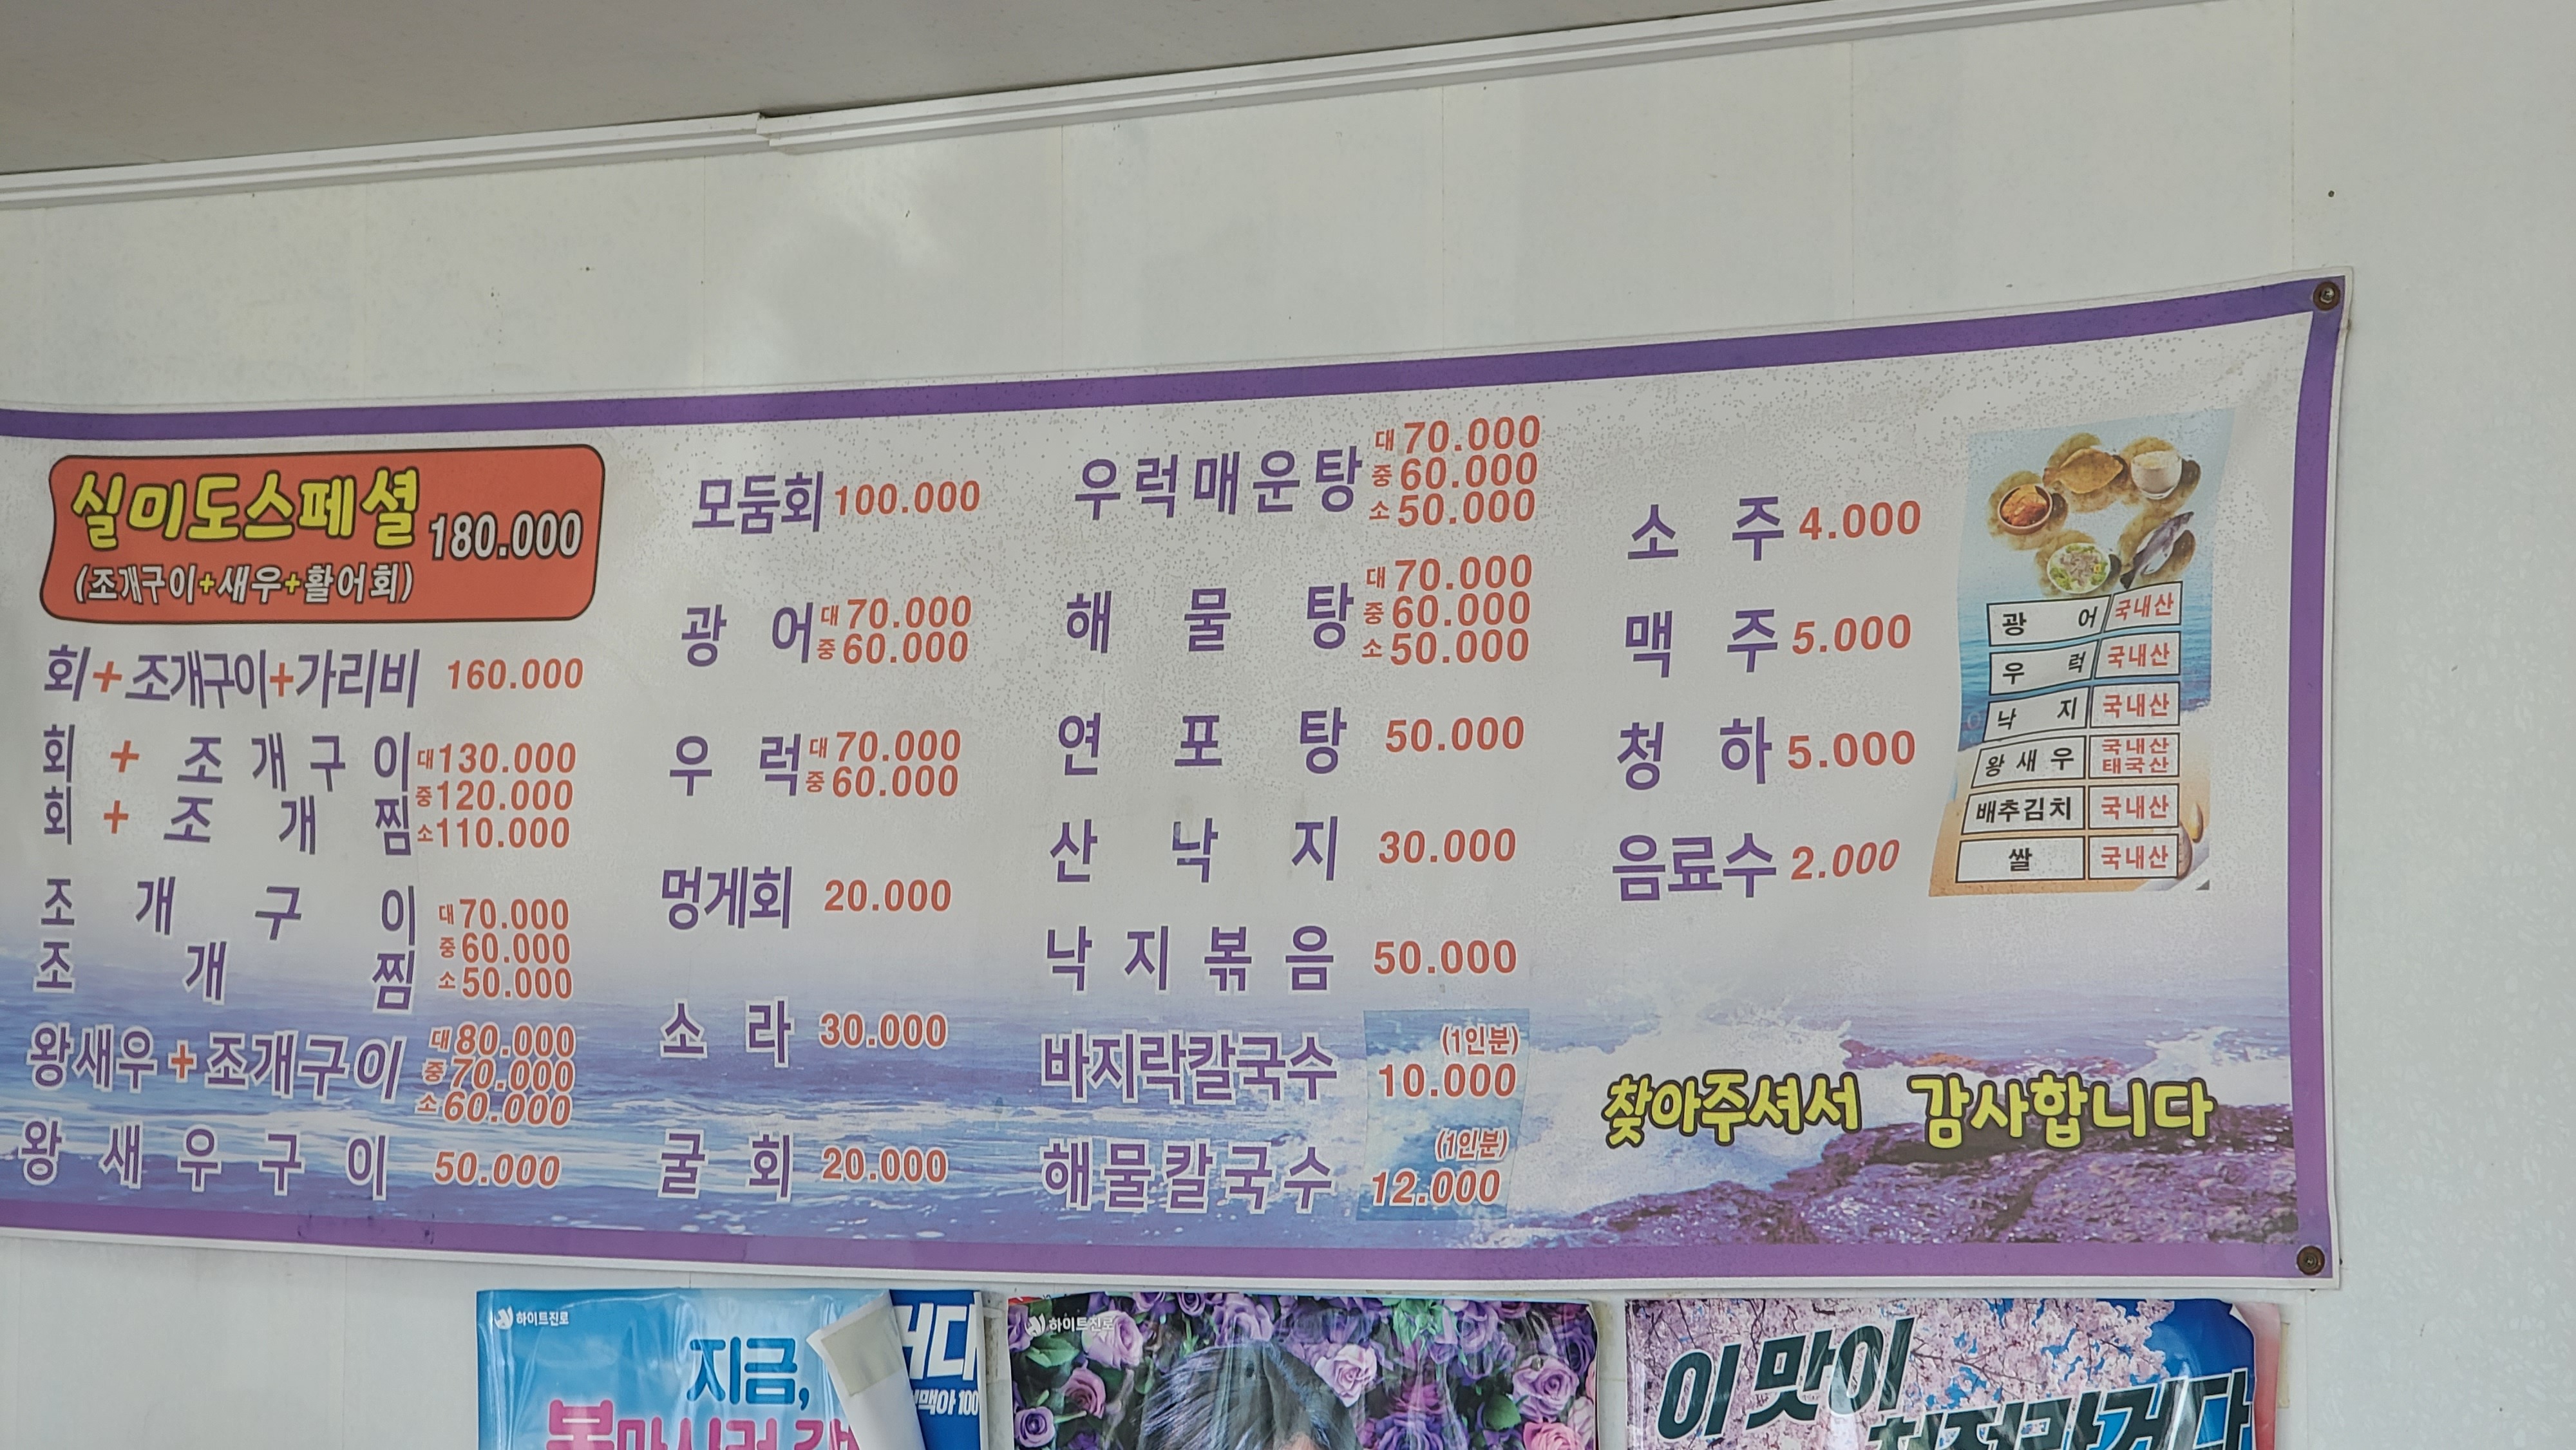 실미도스페셜 180.000
(조개구이+새우+활어회)
회+조개구이+가리비 160.000
회+조개구이
회+조개찜
대130.000
중120.000
소110.000
조개구이
조개찜
대70.000
중60.000
소50.000
왕새우+조개구이
대80.000
중70.000
소60.000
왕새우구이 50.000
모둠회 100.000
광어
대70.000
중60.000
우럭
대70.000
중60.000
멍게회 20.000
소라 30.000
굴회 20.000
우럭매운탕
대70.000
중60.000
소50.000
해물탕
대70.000
중60.000
소50.000
연포탕 50.000
산낙지 30.000
낙지볶음 50.000
바지락칼국수 (1인분)
10.000
해물칼국수 (1인분)
12.000
소주 4.000
맥주 5.000
청하 5.000
음료수 2.000
광어 국내산
우럭 국내산
낙지 국내산
왕새우 국내산
태국산
배추김치 국내산
쌀 국내산
찾아주셔서 감사합니다
하이트진로
지금,
하이트진로
이 맛이